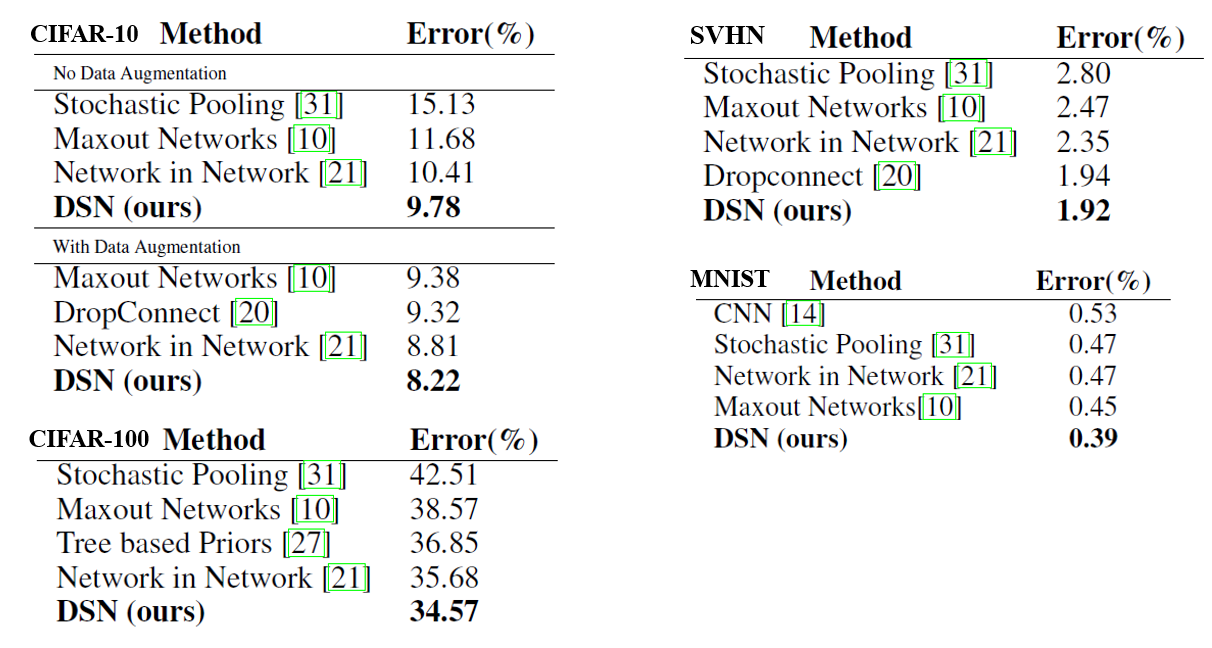 CIFAR-10 Method Error(%)
No Data Augmentation
Stochastic Pooling [31] 15.13
Maxout Networks [10] 11.68
Network in Network [21] 10.41
DSN (ours) 9.78
With Data Augmentation
Maxout Networks [10] 9.38
DropConnect [20] 9.32
Network in Network [21] 8.81
DSN (ours) 8.22
CIFAR-100 Method Error(%)
Stochastic Pooling [31] 42.51
Maxout Networks [10] 38.57
Tree based Priors [27] 36.85
Network in Network [21] 35.68
DSN (ours) 34.57
SVHN Method Error(%)
Stochastic Pooling [31] 2.80
Maxout Networks [10] 2.47
Network in Network [21] 2.35
Dropconnect [20] 1.94
DSN (ours) 1.92
MNIST Method Error(%)
CNN [14] 0.53
Stochastic Pooling [31] 0.47
Network in Network [21] 0.47
Maxout Networks[10] 0.45
DSN (ours) 0.39